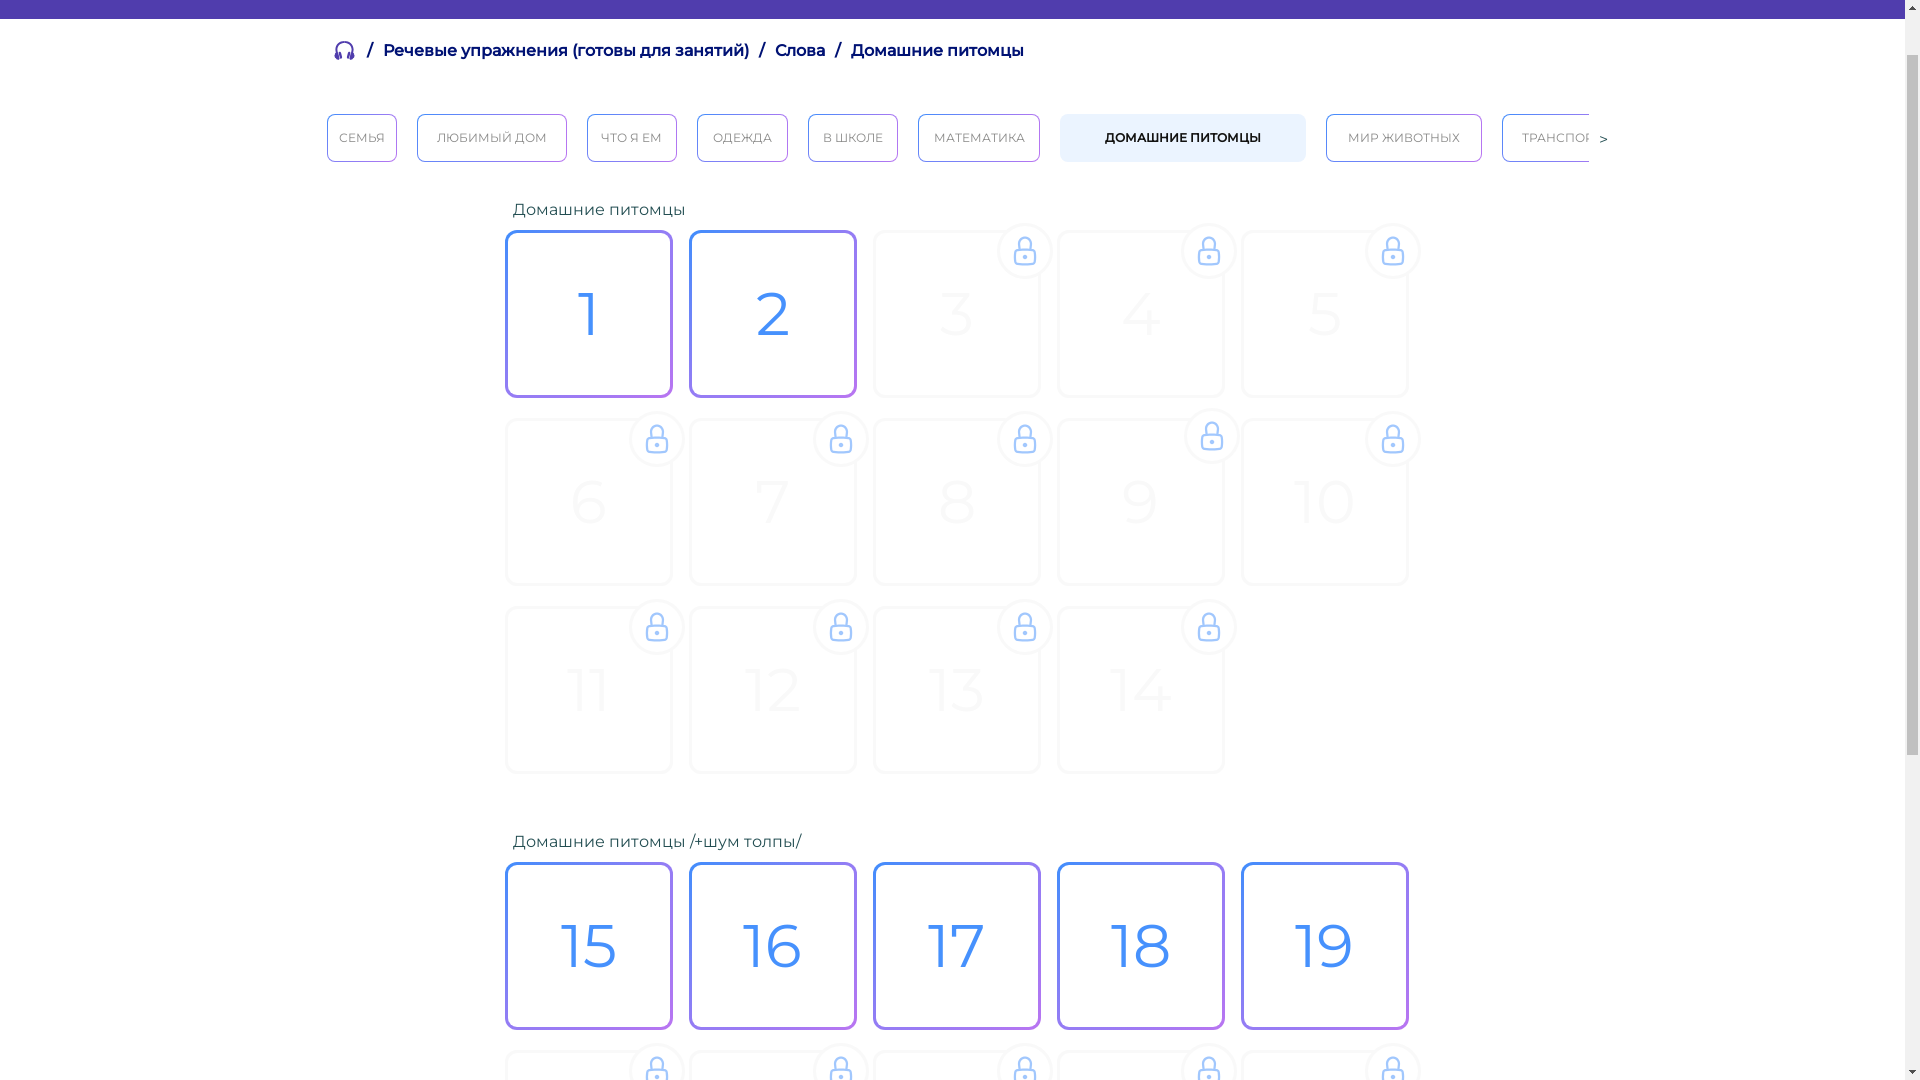 / Речевые упражнения (готовы для занятий) / Слова / Домашние питомцы
СЕМЬЯ ЛЮБИМЫЙ ДОМ ЧТО Я ЕМ ОДЕЖДА В ШКОЛЕ МАТЕМАТИКА ДОМАШНИЕ ПИТОМЦЫ МИР ЖИВОТНЫХ ТРАНСПОР >
Домашние питомцы
1 2 3 4 5
6 7 8 9 10
11 12 13 14
Домашние питомцы /+шум толпы/
15 16 17 18 19